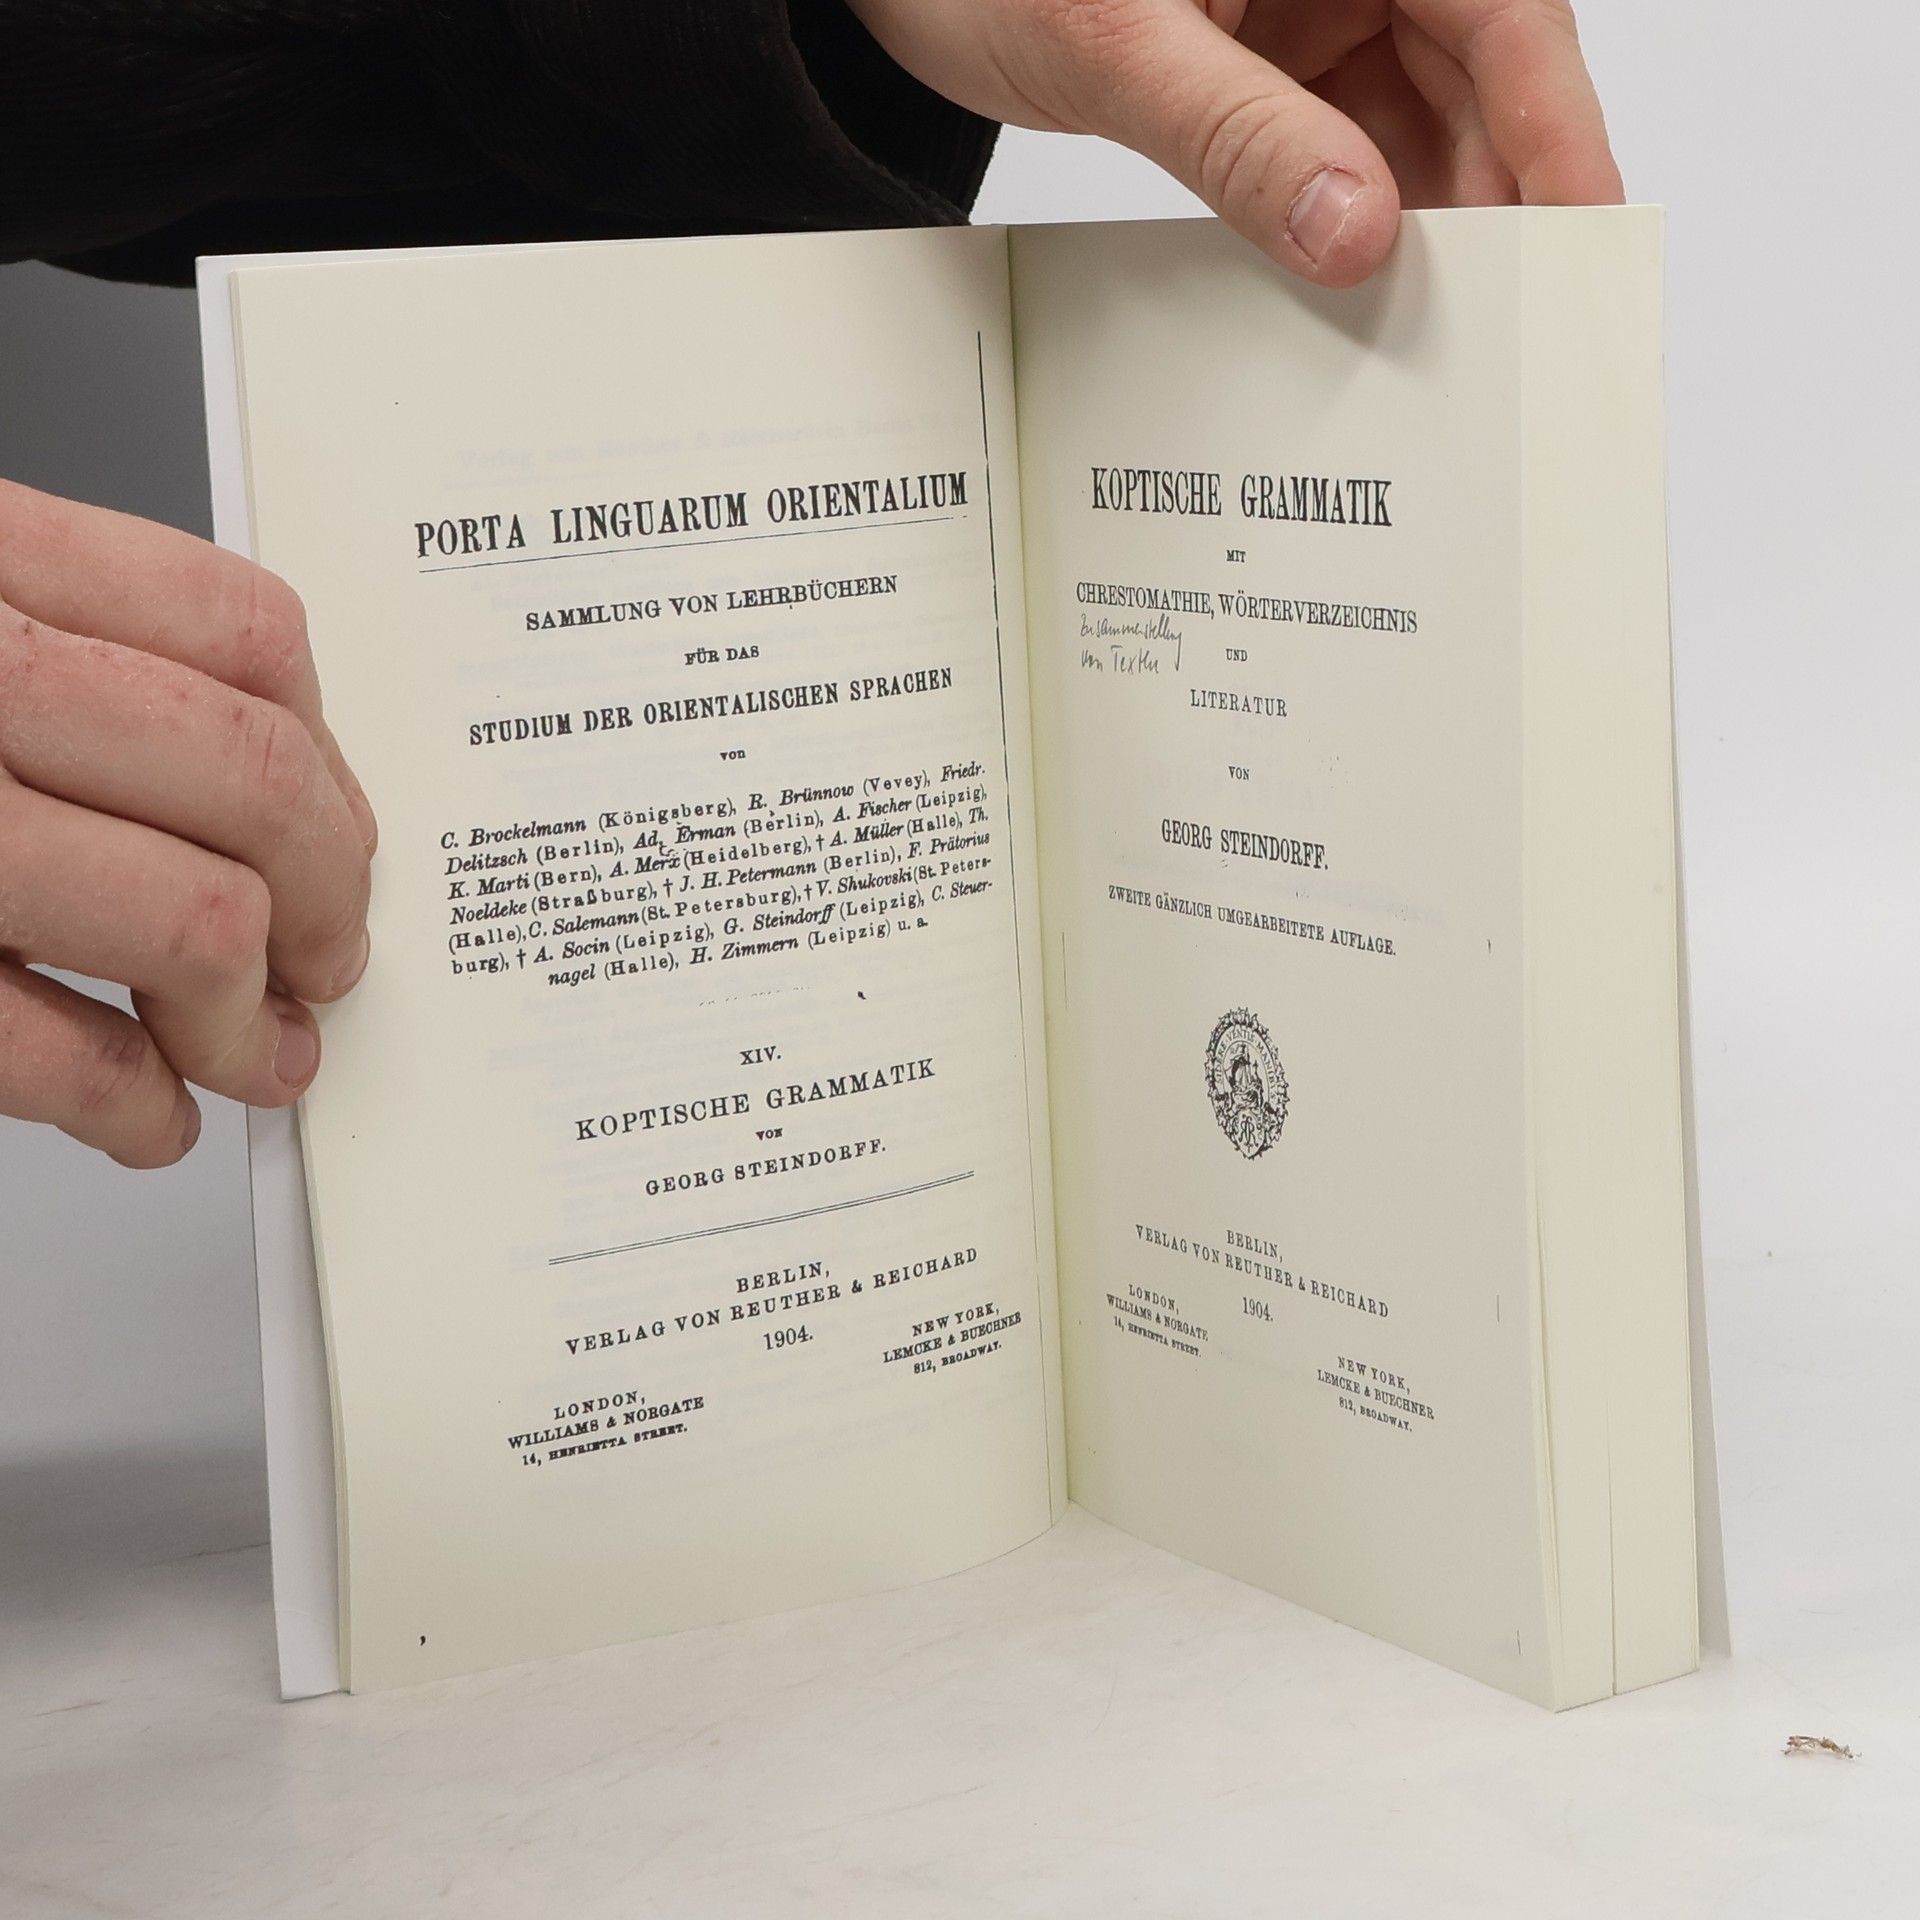 PORTA LINGUARUM ORIENTALIUM
SAMMLUNG VON LEHRBÜCHERN
FÜR DAS
STUDIUM DER ORIENTALISCHEN SPRACHEN
von
C. Brockelmann (Königsberg), R. Brünnow (Vevey), Friedr.
Delitzsch (Berlin), Ad. Erman (Berlin), A. Fischer (Leipzig),
K. Marti (Bern), A. Merx (Heidelberg), † A. Müller (Halle), Th.
Noeldeke (Straßburg), † J. H. Petermann (Berlin), F. Prätorius
(Halle), C. Salemann (St. Petersburg), † V. Shukovski (St. Peters-
burg), † A. Socin (Leipzig), G. Steindorff (Leipzig), C. Steuer-
nagel (Halle), H. Zimmern (Leipzig) u. a.
XIV.
KOPTISCHE GRAMMATIK
VON
GEORG STEINDORFF.
BERLIN,
VERLAG VON REUTHER & REICHARD
1904.
LONDON,
WILLIAMS & NORGATE
14, HENRIETTA STREET.
NEW YORK,
LEMCKE & BUECHNER
812, BROADWAY.
KOPTISCHE GRAMMATIK
MIT
CHRESTOMATHIE, WÖRTERVERZEICHNIS
Zusammenstellung
von Texten
UND
LITERATUR
VON
GEORG STEINDORFF.
ZWEITE GÄNZLICH UMGEARBEITETE AUFLAGE.
BERLIN,
VERLAG VON REUTHER & REICHARD
1904.
LONDON,
WILLIAMS & NORGATE
14, HENRIETTA STREET.
NEW YORK,
LEMCKE & BUECHNER
812, BROADWAY.